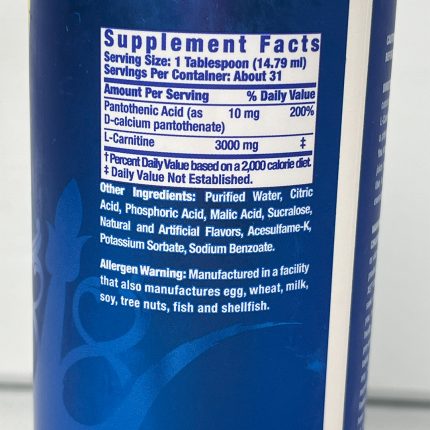 Supplement Facts
Serving Size: 1 Tablespoon (14.79 ml)
Servings Per Container: About 31
Amount Per Serving % Daily Value
Pantothenic Acid (as 10 mg 200%
D-calcium pantothenate)
L-Carnitine 3000 mg ‡
† Percent Daily Value based on a 2,000 calorie diet.
‡ Daily Value Not Established.
Other Ingredients: Purified Water, Citric
Acid, Phosphoric Acid, Malic Acid, Sucralose,
Natural and Artificial Flavors, Acesulfame-K,
Potassium Sorbate, Sodium Benzoate.
Allergen Warning: Manufactured in a facility
that also manufactures egg, wheat, milk,
soy, tree nuts, fish and shellfish.